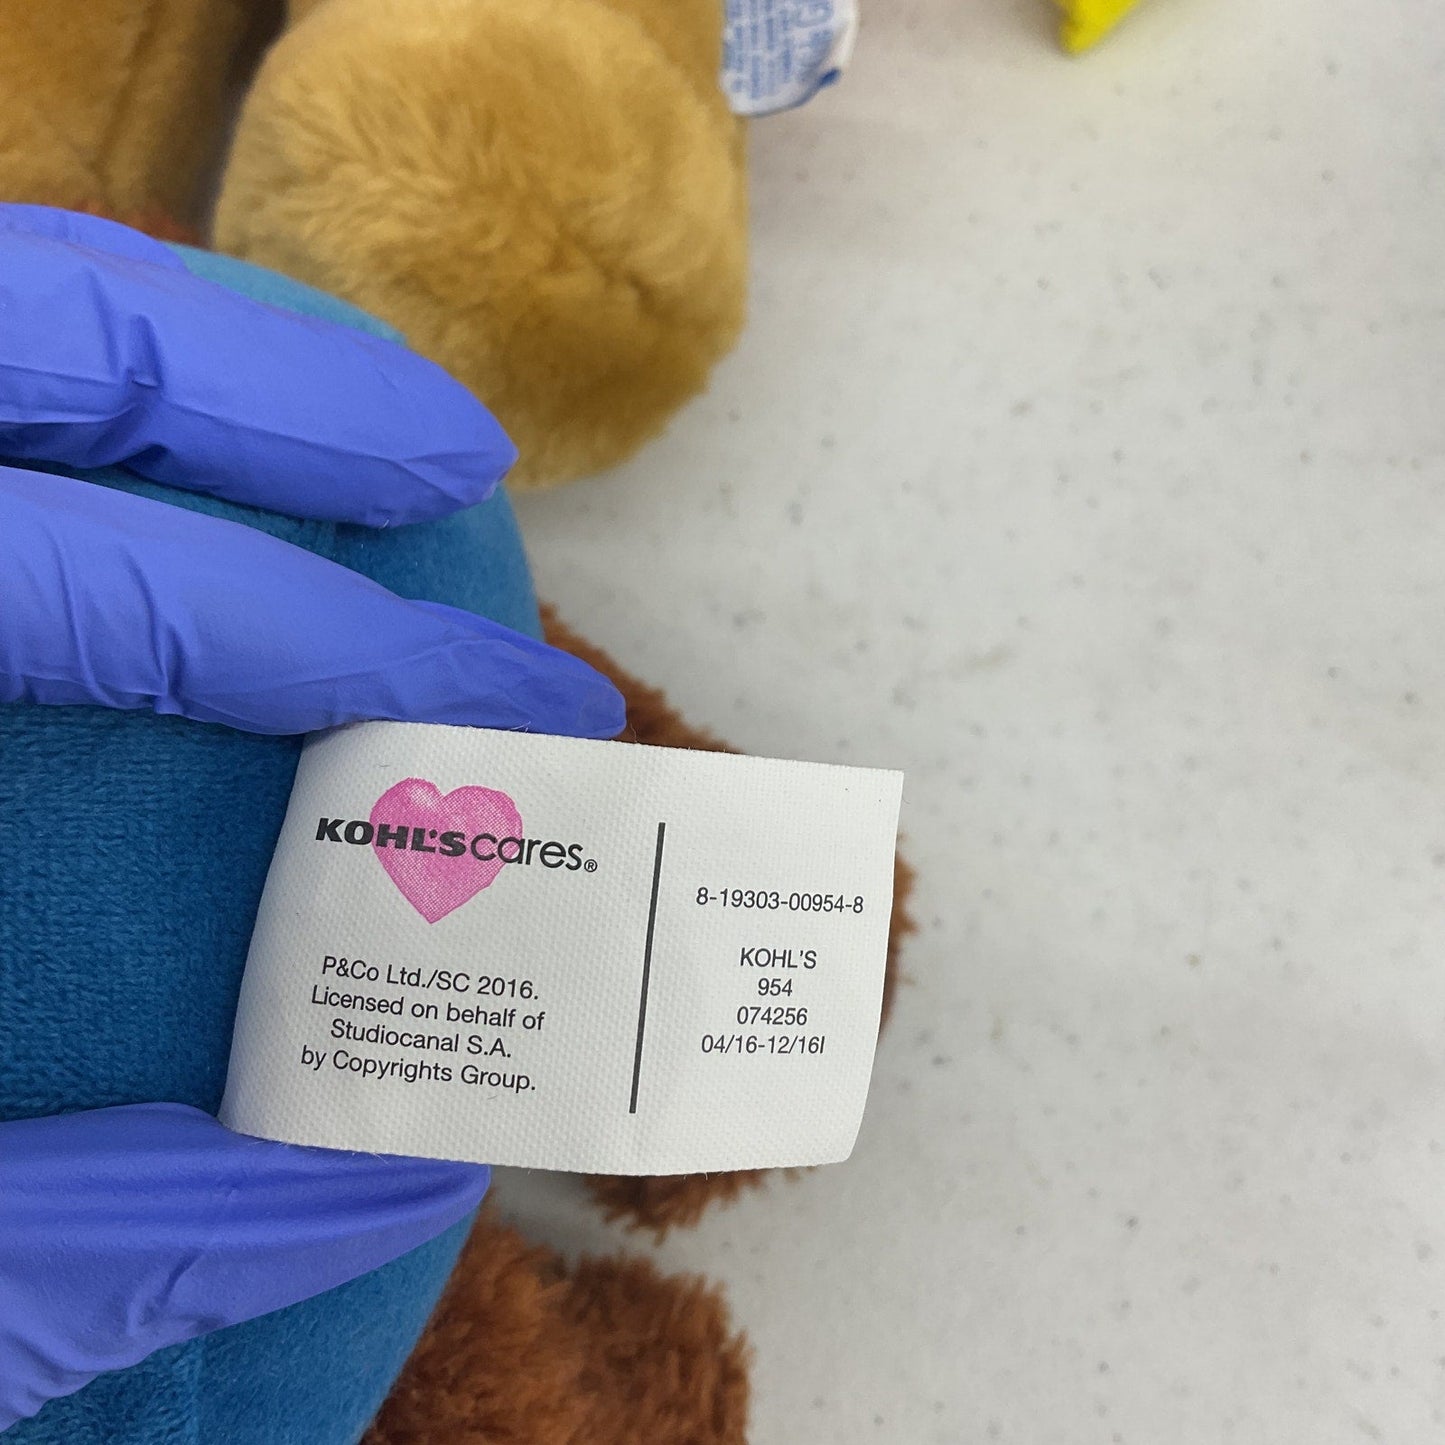 KOHL'S cares®
P&Co Ltd./SC 2016.
Licensed on behalf of
Studiocanal S.A.
by Copyrights Group.
8-19303-00954-8
KOHL'S
954
074256
04/16-12/16I